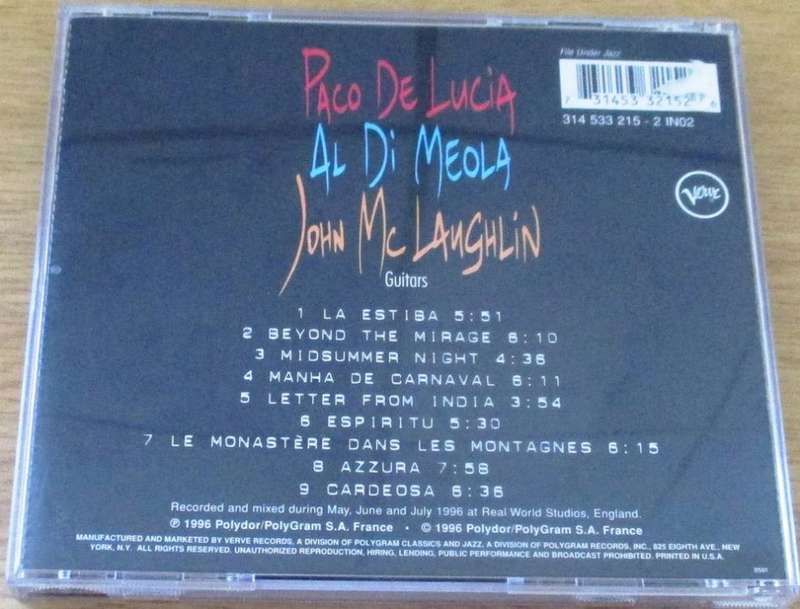 File Under Jazz
PACO DE LUCIA
AL DI MEOLA
JOHN MC LAUGHLIN
Guitars
7 31453 32152 6
314 533 215 - 2 IN02
Verve
1 LA ESTIBA 5:51
2 BEYOND THE MIRAGE 6:10
3 MIDSUMMER NIGHT 4:36
4 MANHA DE CARNAVAL 6:11
5 LETTER FROM INDIA 3:54
6 ESPIRITU 5:30
7 LE MONASTÈRE DANS LES MONTAGNES 6:15
8 AZZURA 7:58
9 CARDEOSA 6:36
Recorded and mixed during May, June and July 1996 at Real World Studios, England.
℗ 1996 Polydor/PolyGram S.A. France · © 1996 Polydor/PolyGram S.A. France
MANUFACTURED AND MARKETED BY VERVE RECORDS, A DIVISION OF POLYGRAM CLASSICS AND JAZZ, A DIVISION OF POLYGRAM RECORDS, INC., 825 EIGHTH AVE., NEW
YORK, N.Y. ALL RIGHTS RESERVED. UNAUTHORIZED REPRODUCTION, HIRING, LENDING, PUBLIC PERFORMANCE AND BROADCAST PROHIBITED. PRINTED IN U.S.A.